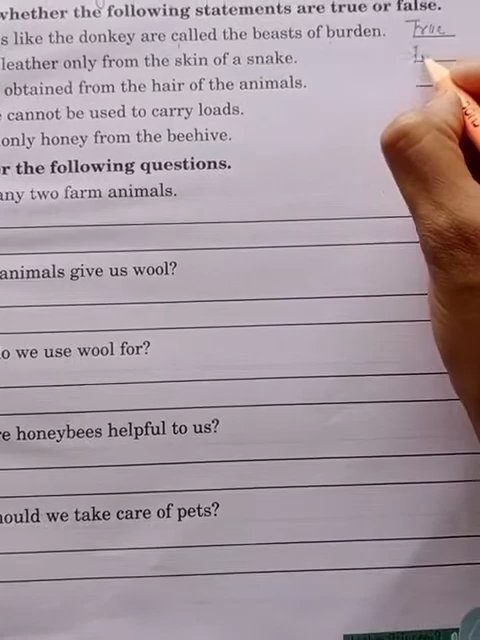 whether the following statements are true or false.
s like the donkey are called the beasts of burden. True
leather only from the skin of a snake.
obtained from the hair of the animals.
cannot be used to carry loads.
only honey from the beehive.
r the following questions.
any two farm animals.
animals give us wool?
o we use wool for?
re honeybees helpful to us?
hould we take care of pets?